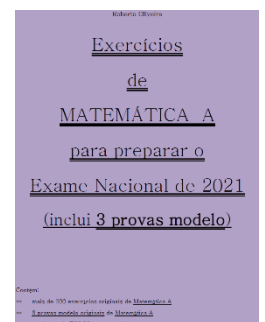 Roberto Oliveira
Exercícios
de
MATEMÁTICA A
para preparar o
Exame Nacional de 2021
(inclui 3 provas modelo)
Contém:
mais de 300 exercícios originais de Matemática A
3 provas modelo originais de Matemática A